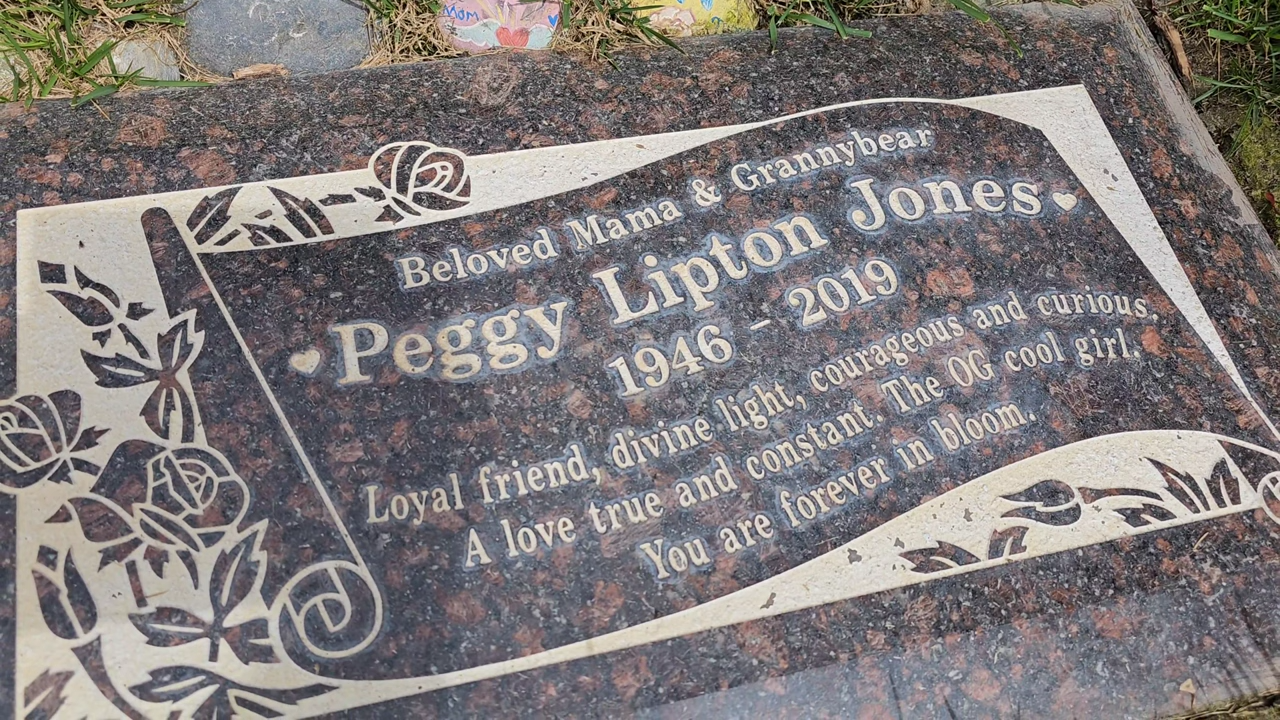 Mom
Beloved Mama & Grannybear
Peggy Lipton Jones
1946 - 2019
Loyal friend, divine light, courageous and curious.
A love true and constant. The OG cool girl.
You are forever in bloom.